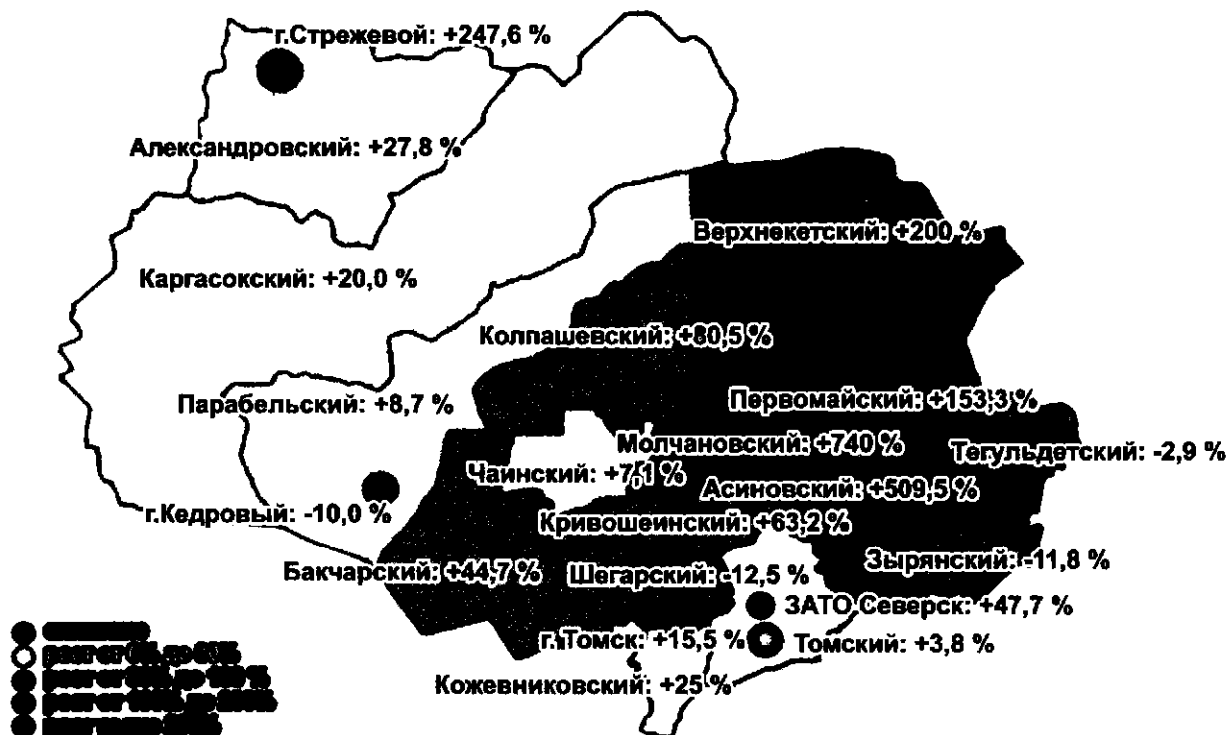 г.Стрежевой: +247,6 %
Александровский: +27,8 %
Верхнекетский: +200 %
Каргасокский: +20,0 %
Колпашевский: +80,5 %
Парабельский: +8,7 %
Первомайский: +153,3 %
Молчановский: +740 %
Тегульдетский: -2,9 %
Чаинский: +7,1 %
Асиновский: +509,5 %
г.Кедровый: -10,0 %
Кривошеинский: +63,2 %
Зырянский: -11,8 %
Бакчарский: +44,7 %
Шегарский: -12,5 %
ЗАТО Северск: +47,7 %
г.Томск: +15,5 %
Томский: +3,8 %
Кожевниковский: +25 %